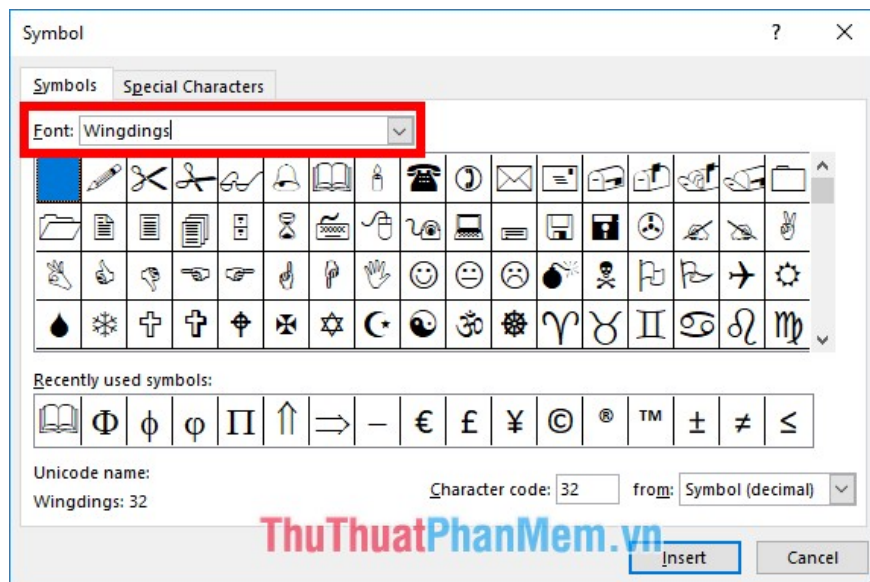 Symbol ? ×
Symbols Special Characters
Font: Wingdings
Recently used symbols:
Φ ϕ φ Π ⇑ ⇒ – € £ ¥ © ® ™ ± ≠ ≤
Unicode name:
Wingdings: 32
Character code: 32 from: Symbol (decimal)
ThuThuatPhanMem.vn
Insert Cancel